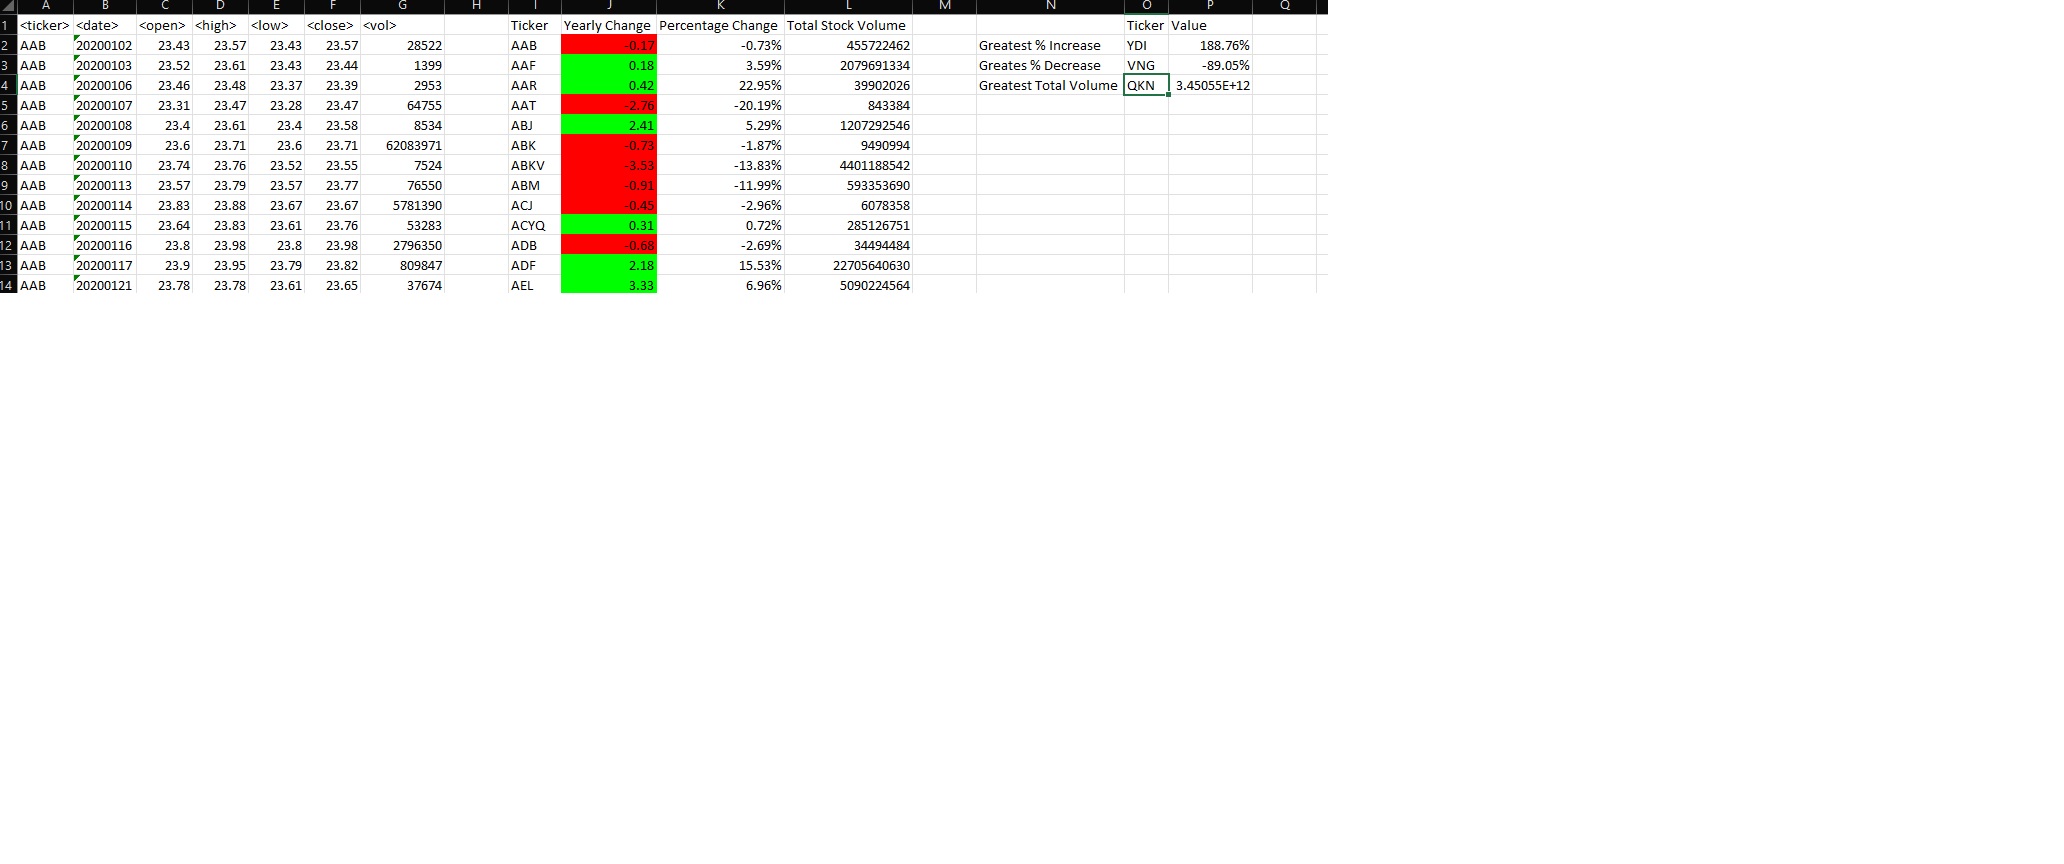 A B C D E F G H I J K L M N O P Q
1 <ticker> <date> <open> <high> <low> <close> <vol> Ticker Yearly Change Percentage Change Total Stock Volume Ticker Value
2 AAB 20200102 23.43 23.57 23.43 23.57 28522 AAB -0.17 -0.73% 455722462 Greatest % Increase YDI 188.76%
3 AAB 20200103 23.52 23.61 23.43 23.44 1399 AAF 0.18 3.59% 2079691334 Greates % Decrease VNG -89.05%
4 AAB 20200106 23.46 23.48 23.37 23.39 2953 AAR 0.42 22.95% 39902026 Greatest Total Volume QKN 3.45055E+12
5 AAB 20200107 23.31 23.47 23.28 23.47 64755 AAT -2.76 -20.19% 843384
6 AAB 20200108 23.4 23.61 23.4 23.58 8534 ABJ 2.41 5.29% 1207292546
7 AAB 20200109 23.6 23.71 23.6 23.71 62083971 ABK -0.73 -1.87% 9490994
8 AAB 20200110 23.74 23.76 23.52 23.55 7524 ABKV -3.53 -13.83% 4401188542
9 AAB 20200113 23.57 23.79 23.57 23.77 76550 ABM -0.91 -11.99% 593353690
10 AAB 20200114 23.83 23.88 23.67 23.67 5781390 ACJ -0.45 -2.96% 6078358
11 AAB 20200115 23.64 23.83 23.61 23.76 53283 ACYQ 0.31 0.72% 285126751
12 AAB 20200116 23.8 23.98 23.8 23.98 2796350 ADB -0.68 -2.69% 34494484
13 AAB 20200117 23.9 23.95 23.79 23.82 809847 ADF 2.18 15.53% 22705640630
14 AAB 20200121 23.78 23.78 23.61 23.65 37674 AEL 3.33 6.96% 5090224564